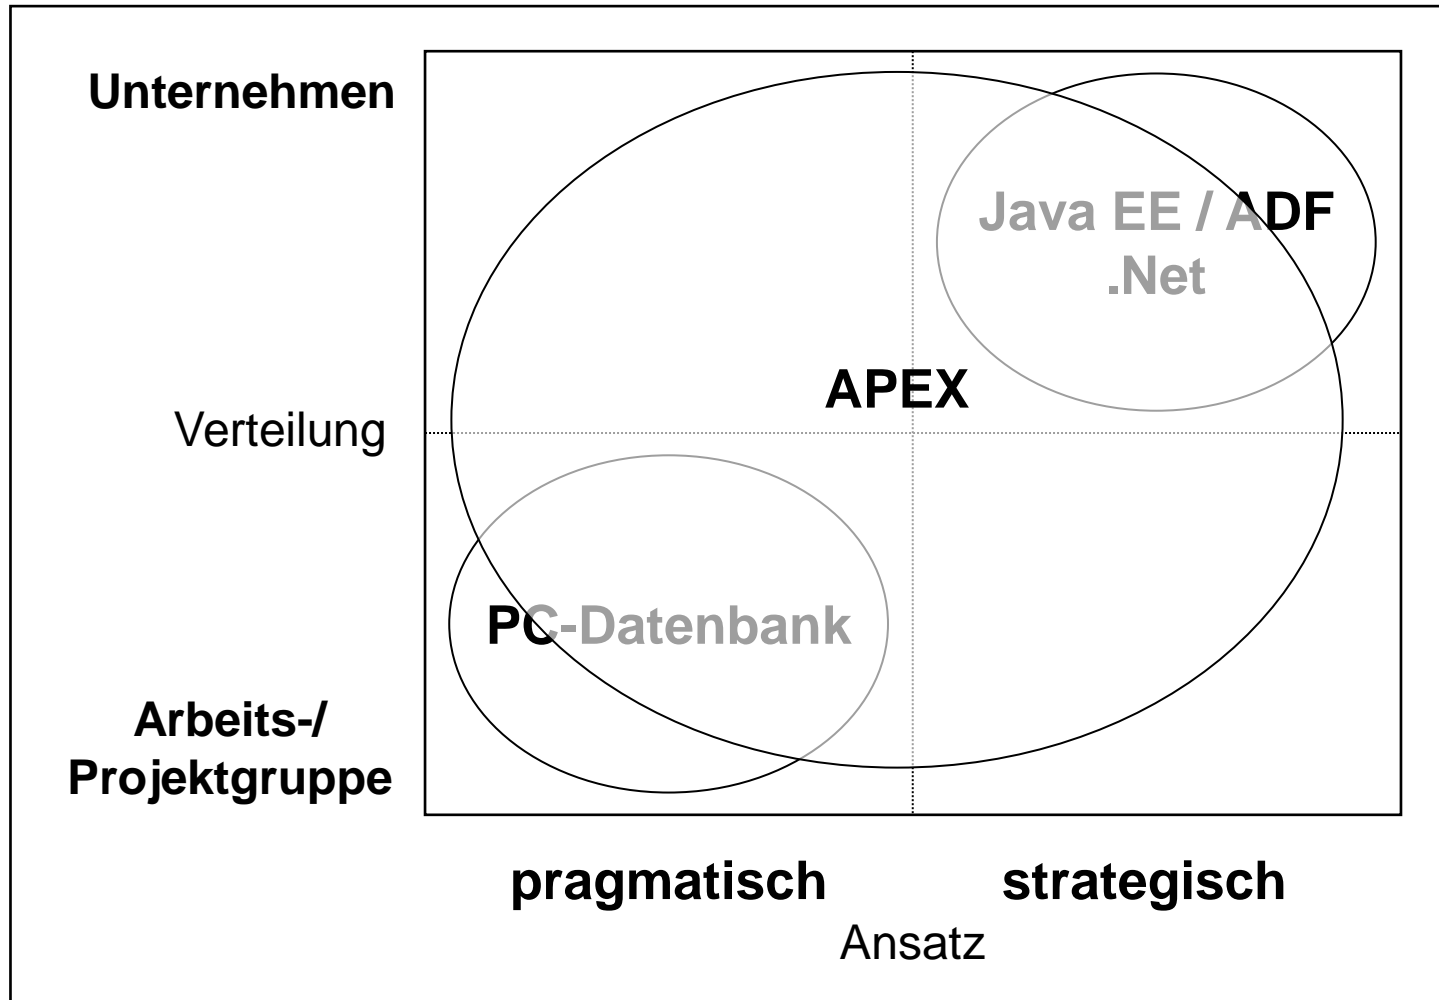 Unternehmen
Java EE / ADF
.Net
APEX
Verteilung
PC-Datenbank
Arbeits-/
Projektgruppe
pragmatisch
strategisch
Ansatz